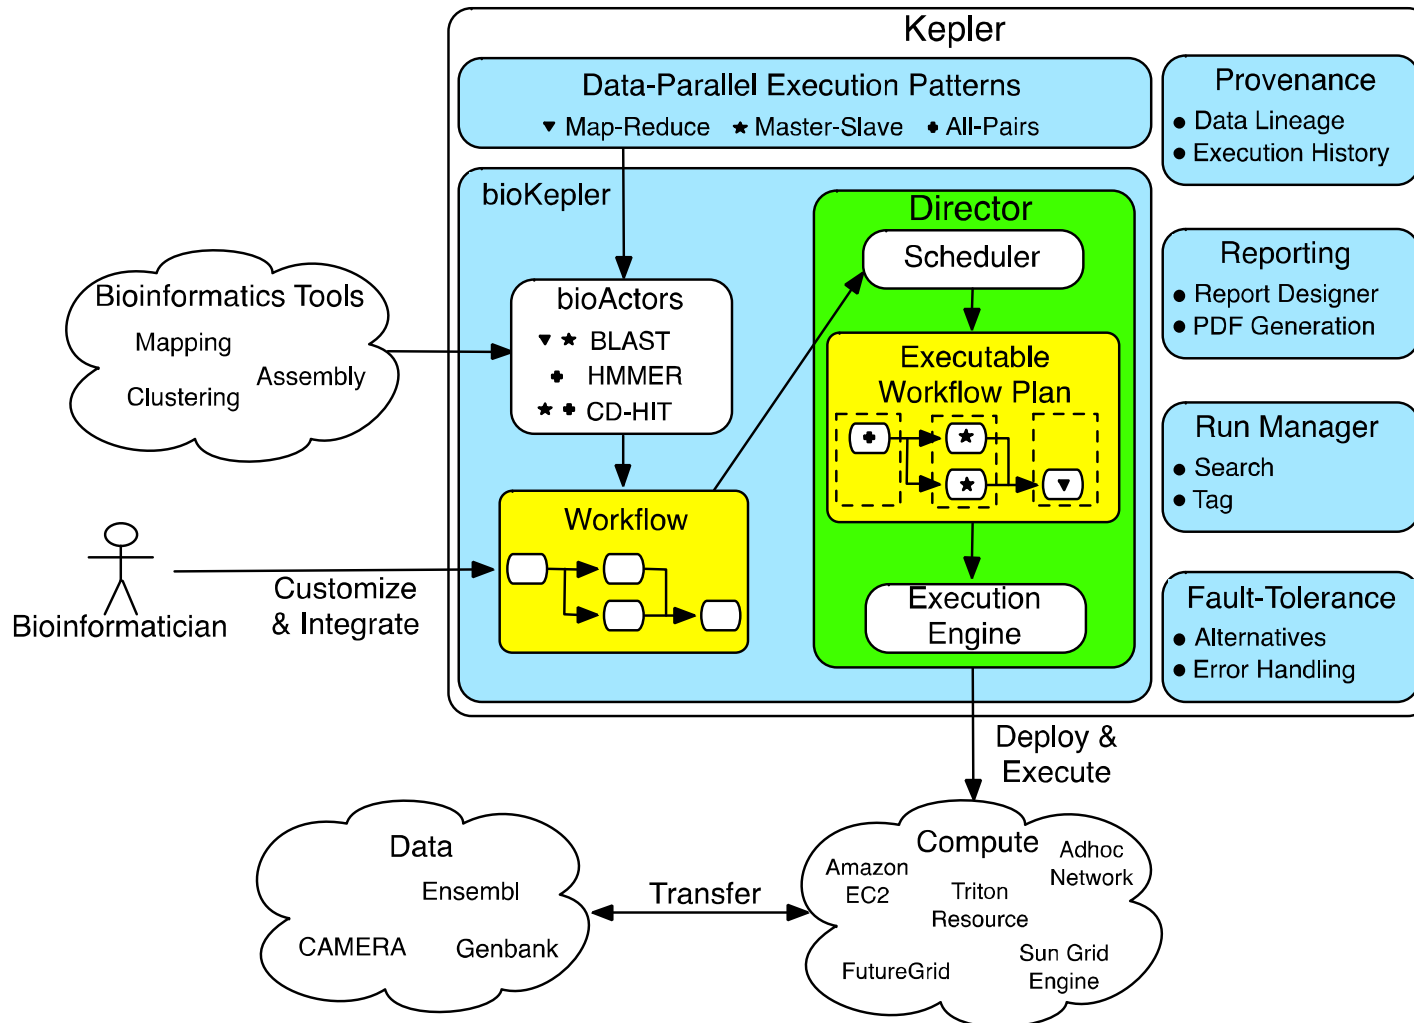 Kepler
Data-Parallel Execution Patterns
Map-Reduce Master-Slave All-Pairs
Provenance
Data Lineage
Execution History
bioKepler
Director
Scheduler
Reporting
Report Designer
PDF Generation
Bioinformatics Tools
Mapping
Assembly
Clustering
bioActors
BLAST
HMMER
CD-HIT
Executable
Workflow Plan
Run Manager
Search
Tag
Workflow
Bioinformatician
Customize
& Integrate
Execution
Engine
Fault-Tolerance
Alternatives
Error Handling
Deploy &
Execute
Data
Ensembl
CAMERA
Genbank
Transfer
Compute
Amazon
EC2
Adhoc
Network
Triton
Resource
FutureGrid
Sun Grid
Engine